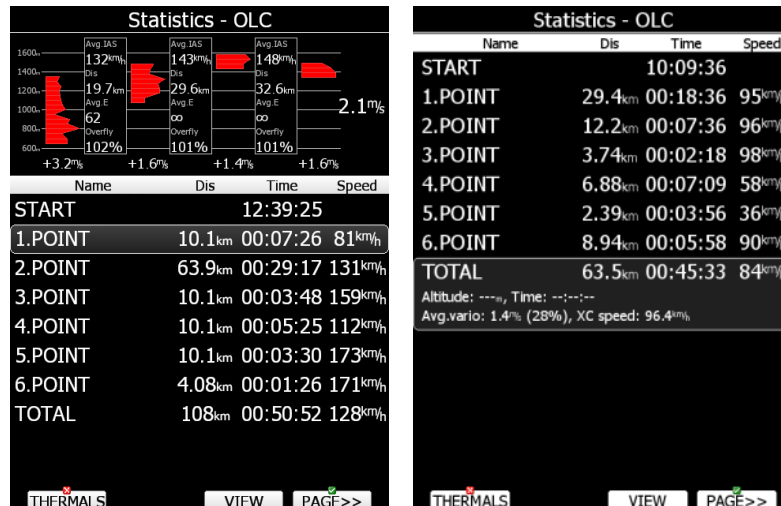 Statistics - OLC
Avg.IAS Avg.IAS Avg.IAS
1600m 132km/h 143km/h 148km/h
1400m Dis Dis Dis
1200m 19.7km 29.6km 32.6km
Avg.E Avg.E Avg.E 2.1m/s
1000m 62 ∞ ∞
800m Overfly Overfly Overfly
600m 102% 101% 101%
+3.2m/s +1.6m/s +1.4m/s +1.6m/s
Name Dis Time Speed
START 12:39:25
1.POINT 10.1km 00:07:26 81km/h
2.POINT 63.9km 00:29:17 131km/h
3.POINT 10.1km 00:03:48 159km/h
4.POINT 10.1km 00:05:25 112km/h
5.POINT 10.1km 00:03:30 173km/h
6.POINT 4.08km 00:01:26 171km/h
TOTAL 108km 00:50:52 128km/h
THERMALS VIEW PAGE>>
Statistics - OLC
Name Dis Time Speed
START 10:09:36
1.POINT 29.4km 00:18:36 95km/
2.POINT 12.2km 00:07:36 96km/
3.POINT 3.74km 00:02:18 98km/
4.POINT 6.88km 00:07:09 58km/
5.POINT 2.39km 00:03:56 36km/
6.POINT 8.94km 00:05:58 90km/
TOTAL 63.5km 00:45:33 84km/
Altitude: ---m, Time: --:--:--
Avg.vario: 1.4m/s (28%), XC speed: 96.4km/h
THERMALS VIEW PAGE>>